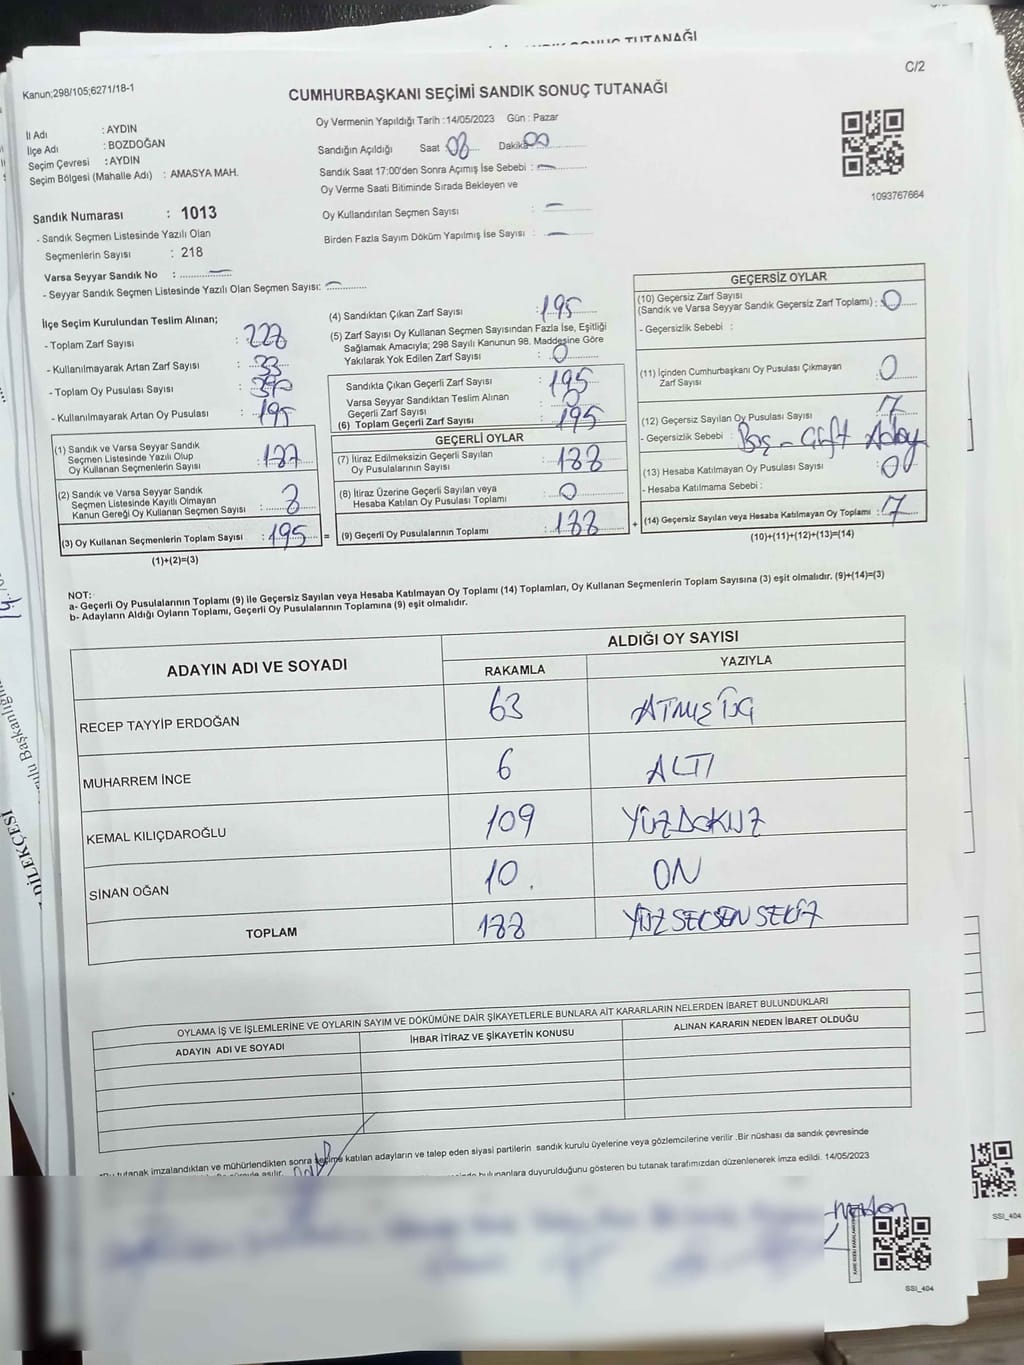 SONUÇ TUTANAĞI
C/2
Kanun;298/105;6271/18-1
CUMHURBAŞKANI SEÇİMİ SANDIK SONUÇ TUTANAĞI
İl Adı : AYDIN
İlçe Adı : BOZDOĞAN
Seçim Çevresi : AYDIN
Seçim Bölgesi (Mahalle Adı) : AMASYA MAH.
Sandık Numarası : 1013
- Sandık Seçmen Listesinde Yazılı Olan
Seçmenlerin Sayısı : 218
Varsa Seyyar Sandık No :
- Seyyar Sandık Seçmen Listesinde Yazılı Olan Seçmen Sayısı:
Oy Vermenin Yapıldığı Tarih :14/05/2023 Gün : Pazar
Sandığın Açıldığı Saat 08 Dakika 00
Sandık Saat 17:00'den Sonra Açımış İse Sebebi :
Oy Verme Saati Bitiminde Sırada Bekleyen ve
Oy Kullandırılan Seçmen Sayısı :
Birden Fazla Sayım Döküm Yapılmış İse Sayısı :
1093767664
İlçe Seçim Kurulundan Teslim Alınan;
- Toplam Zarf Sayısı : 228
- Kullanılmayarak Artan Zarf Sayısı : 33
- Toplam Oy Pusulası Sayısı : 390
- Kullanılmayarak Artan Oy Pusulası : 195
(1) Sandık ve Varsa Seyyar Sandık
Seçmen Listesinde Yazılı Olup
Oy Kullanan Seçmenlerin Sayısı : 187
(2) Sandık ve Varsa Seyyar Sandık
Seçmen Listesinde Kayıtlı Olmayan
Kanun Gereği Oy Kullanan Seçmen Sayısı : 8
(3) Oy Kullanan Seçmenlerin Toplam Sayısı : 195
(1)+(2)=(3)
(4) Sandıktan Çıkan Zarf Sayısı : 195
(5) Zarf Sayısı Oy Kullanan Seçmen Sayısından Fazla İse, Eşitliği
Sağlamak Amacıyla; 298 Sayılı Kanunun 98. Maddesine Göre
Yakılarak Yok Edilen Zarf Sayısı : 0
Sandıkta Çıkan Geçerli Zarf Sayısı : 195
Varsa Seyyar Sandıktan Teslim Alınan
Geçerli Zarf Sayısı : 0
(6) Toplam Geçerli Zarf Sayısı : 195
GEÇERLİ OYLAR
(7) İtiraz Edilmeksizin Geçerli Sayılan
Oy Pusulalarının Sayısı : 188
(8) İtiraz Üzerine Geçerli Sayılan veya
Hesaba Katılan Oy Pusulası Toplamı : 0
= (9) Geçerli Oy Pusulalarının Toplamı : 188 +
GEÇERSİZ OYLAR
(10) Geçersiz Zarf Sayısı
(Sandık ve Varsa Seyyar Sandık Geçersiz Zarf Toplamı) : 0
- Geçersizlik Sebebi :
(11) İçinden Cumhurbaşkanı Oy Pusulası Çıkmayan
Zarf Sayısı : 0
(12) Geçersiz Sayılan Oy Pusulası Sayısı : 7
- Geçersizlik Sebebi : Boş - Çift Aday
(13) Hesaba Katılmayan Oy Pusulası Sayısı : 0
- Hesaba Katılmama Sebebi :
(14) Geçersiz Sayılan veya Hesaba Katılmayan Oy Toplamı : 7
(10)+(11)+(12)+(13)=(14)
NOT:
a- Geçerli Oy Pusulalarının Toplamı (9) ile Geçersiz Sayılan veya Hesaba Katılmayan Oy Toplamı (14) Toplamları, Oy Kullanan Seçmenlerin Toplam Sayısına (3) eşit olmalıdır. (9)+(14)=(3)
b- Adayların Aldığı Oyların Toplamı, Geçerli Oy Pusulalarının Toplamına (9) eşit olmalıdır.
ADAYIN ADI VE SOYADI
ALDIĞI OY SAYISI
RAKAMLA YAZIYLA
RECEP TAYYİP ERDOĞAN 63 ATMIŞ ÜÇ
MUHARREM İNCE 6 ALTI
KEMAL KILIÇDAROĞLU 109 YÜZDOKUZ
SİNAN OĞAN 10. ON
TOPLAM 188 YÜZ SEKSEN SEKİZ
OYLAMA İŞ VE İŞLEMLERİNE VE OYLARIN SAYIM VE DÖKÜMÜNE DAİR ŞİKAYETLERLE BUNLARA AİT KARARLARIN NELERDEN İBARET BULUNDUKLARI
ADAYIN ADI VE SOYADI İHBAR İTİRAZ VE ŞİKAYETİN KONUSU ALINAN KARARIN NEDEN İBARET OLDUĞU
tutanak imzalandıktan ve mühürlendikten sonra seçime katılan adayların ve talep eden siyasi partilerin sandık kurulu üyelerine veya gözlemcilerine verilir .Bir nüshası da sandık çevresinde
bulunanlara duyurulduğunu gösteren bu tutanak tarafımızdan düzenlenerek imza edildi. 14/05/2023
SSI_404
SSI_404
DİLEKÇESİ
Başkanlığına